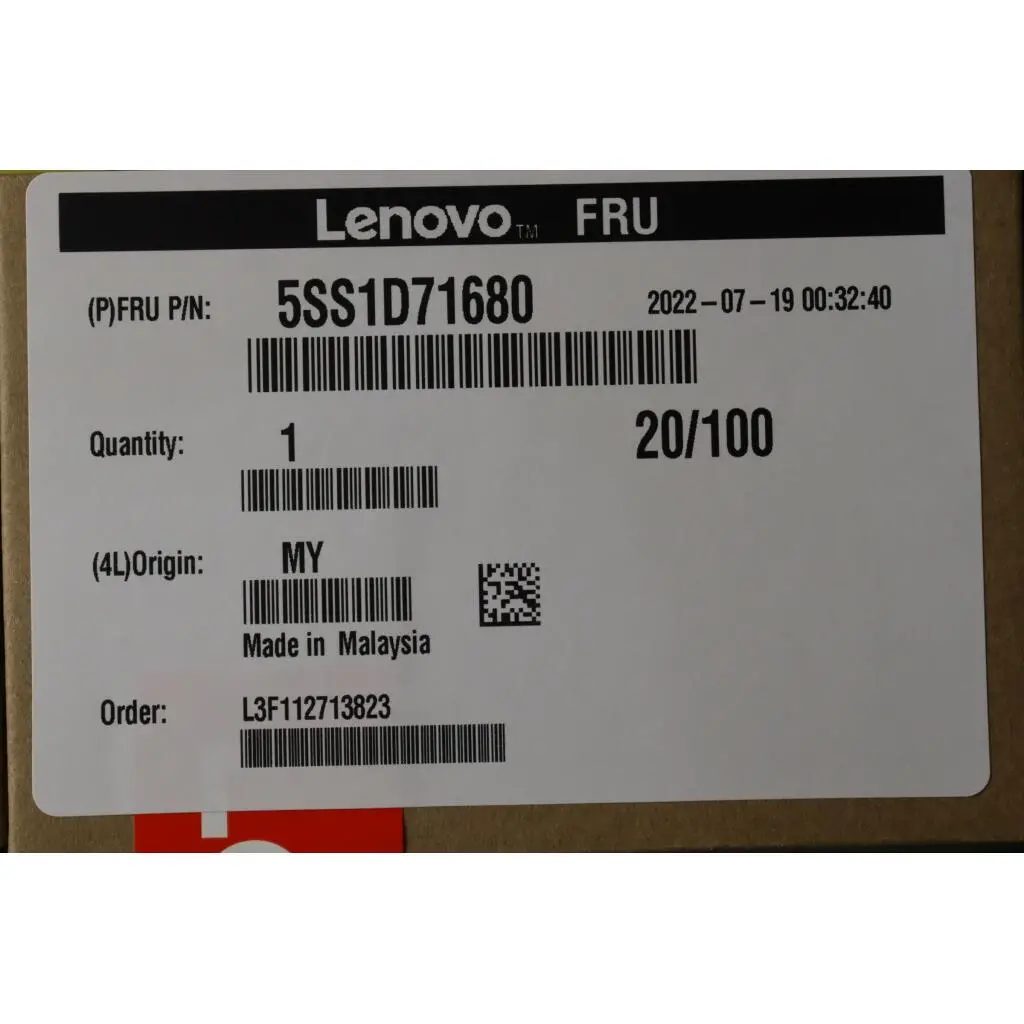 Lenovo™ FRU
(P)FRU P/N: 5SS1D71680 2022-07-19 00:32:40
Quantity: 1 20/100
(4L)Origin: MY
Made in Malaysia
Order: L3F112713823